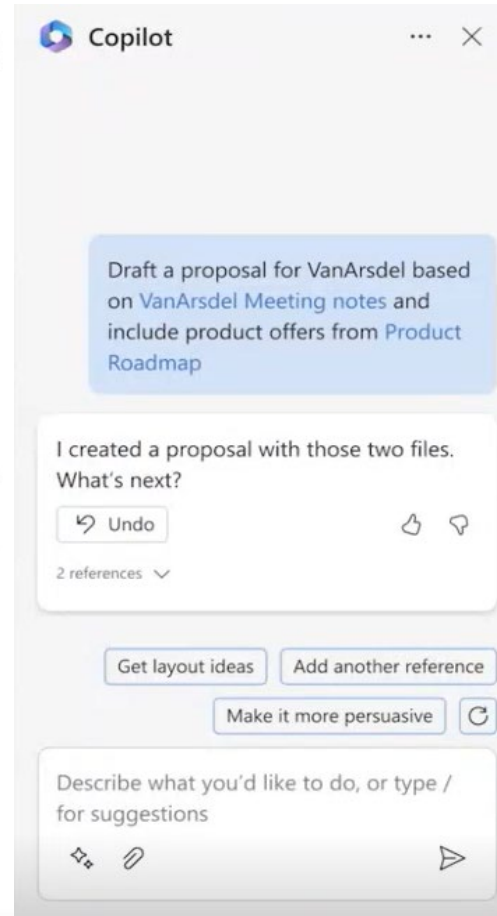 Copilot
Draft a proposal for VanArsdel based
on VanArsdel Meeting notes and
include product offers from Product
Roadmap
I created a proposal with those two files.
What's next?
Undo
2 references
Get layout ideas
Add another reference
Make it more persuasive
Describe what you'd like to do, or type /
for suggestions